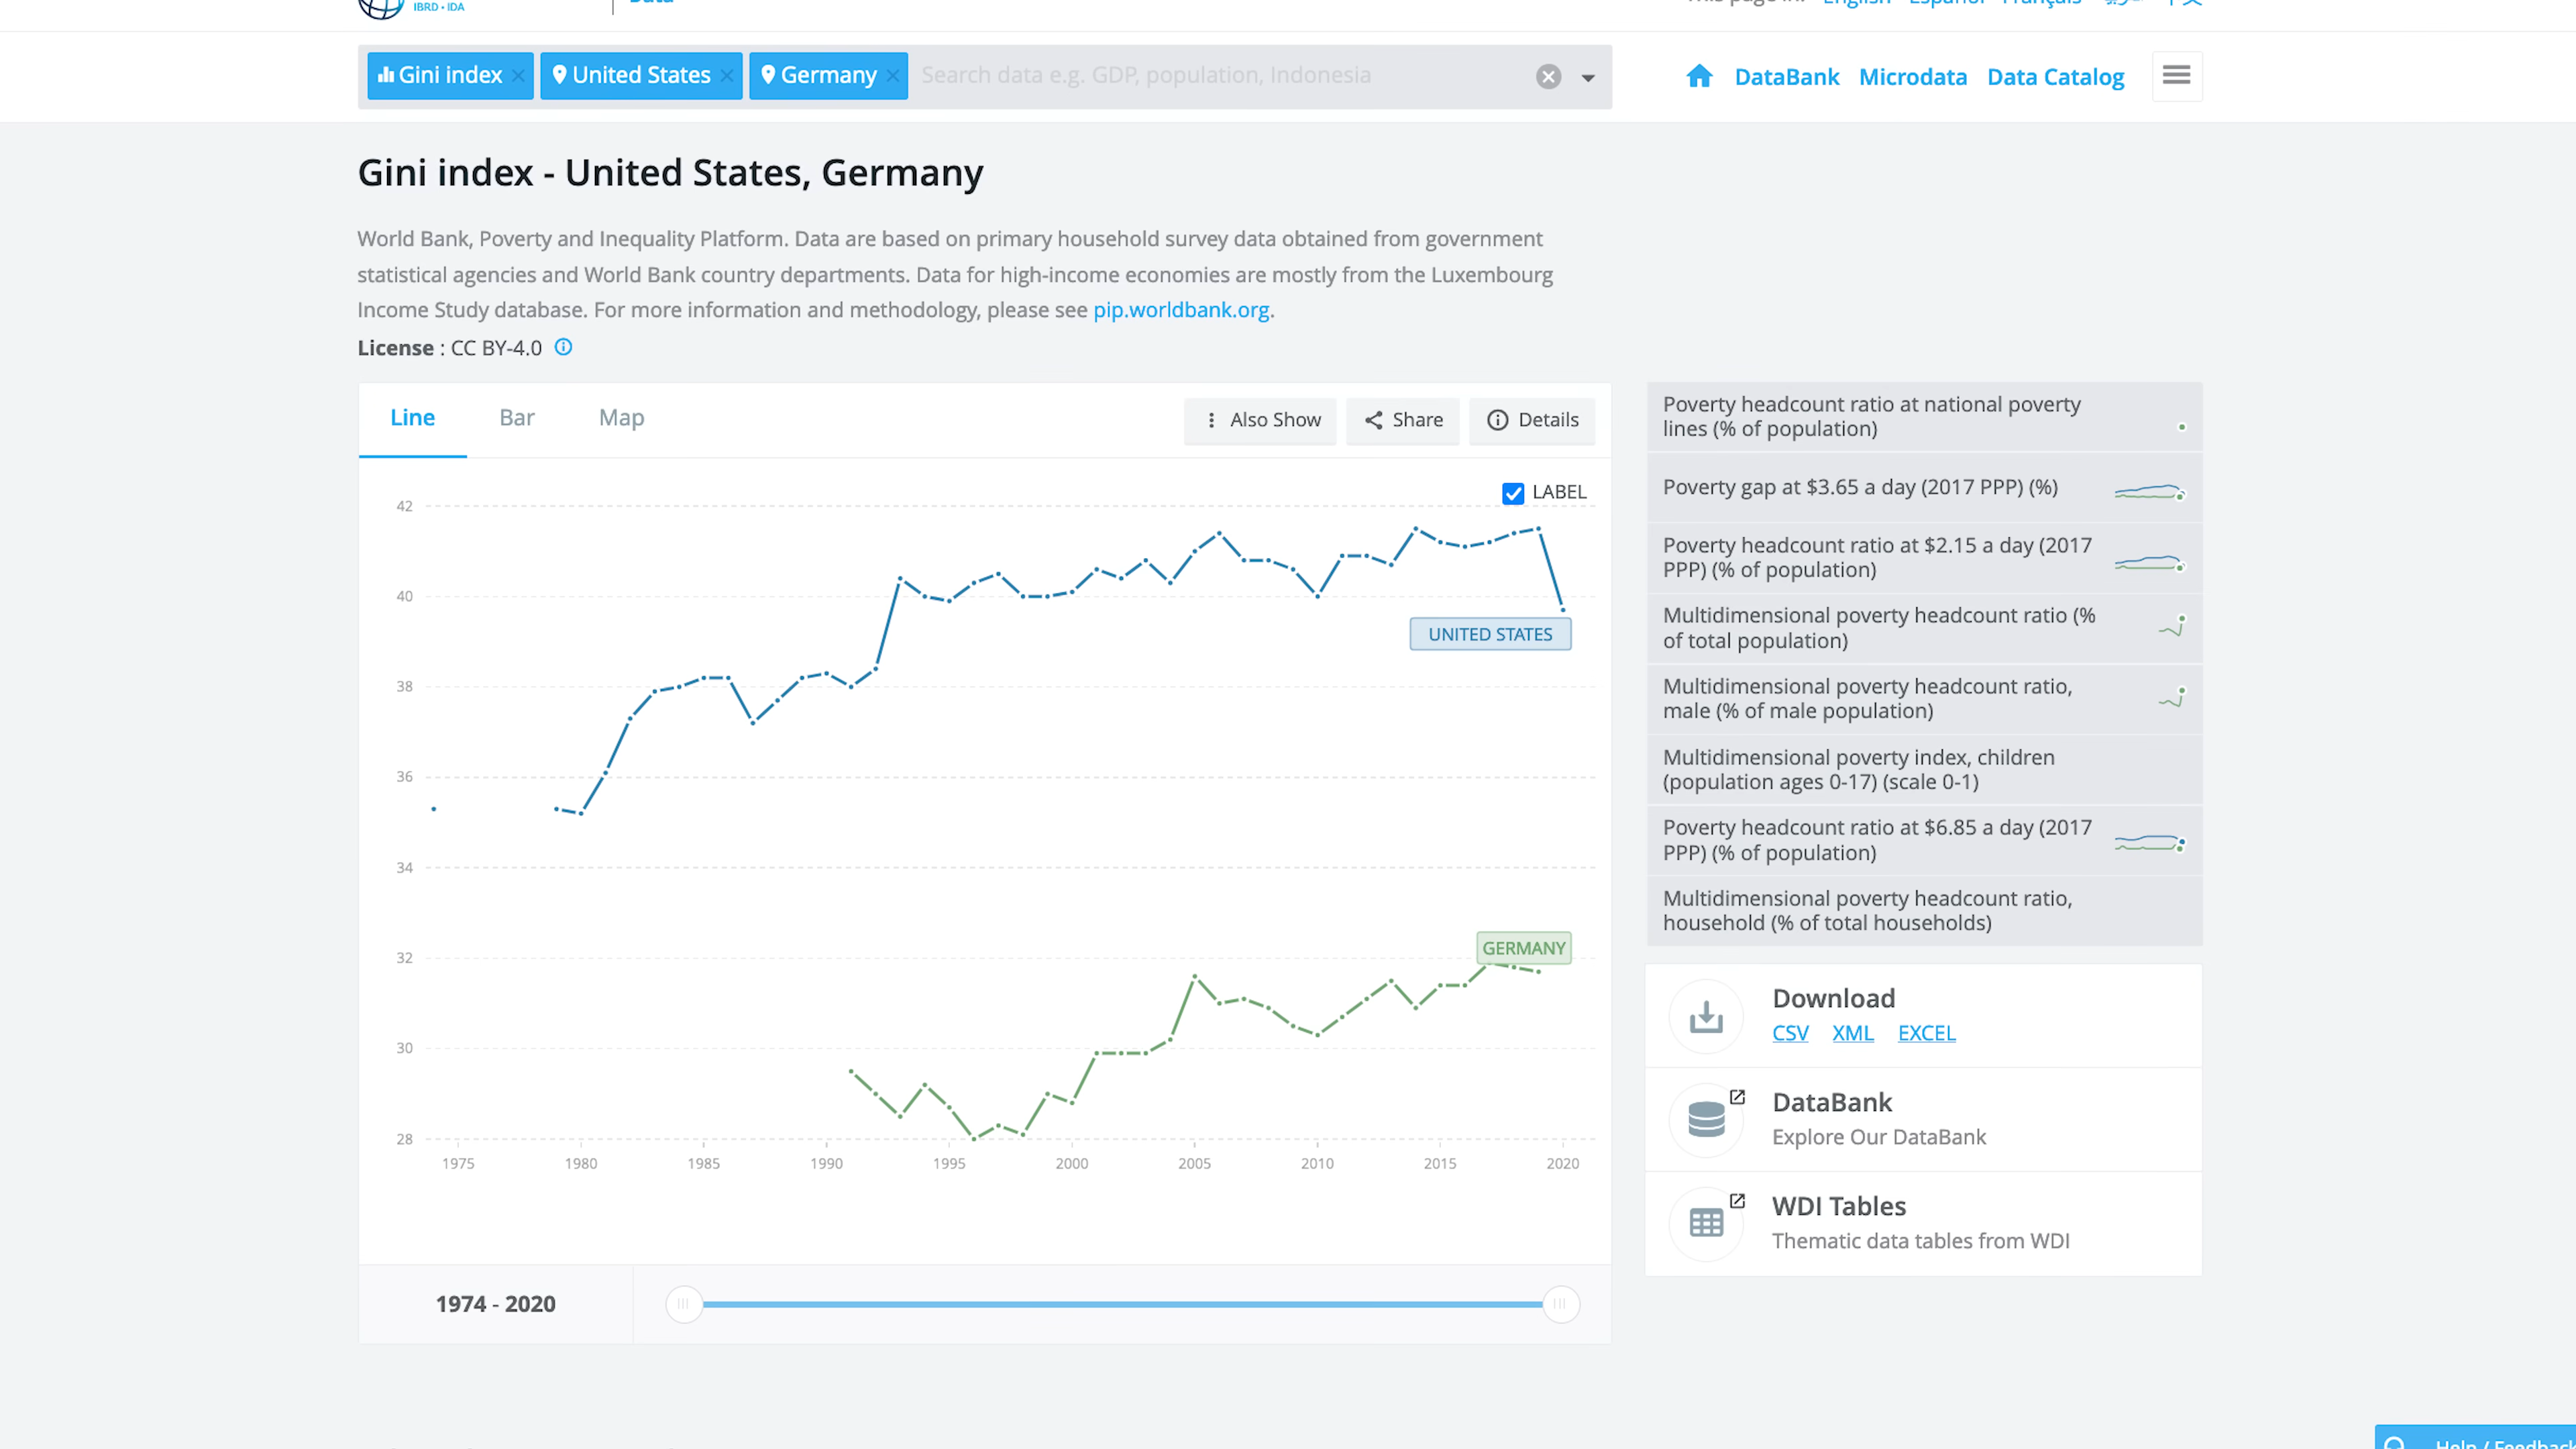 IBRD • IDA
Data
This page in: English Español Français
Gini index
United States
Germany
Search data e.g. GDP, population, Indonesia
DataBank
Microdata
Data Catalog
Gini index - United States, Germany
World Bank, Poverty and Inequality Platform. Data are based on primary household survey data obtained from government
statistical agencies and World Bank country departments. Data for high-income economies are mostly from the Luxembourg
Income Study database. For more information and methodology, please see pip.worldbank.org.
License : CC BY-4.0
Line
Bar
Map
Also Show
Share
Details
LABEL
42
40
38
36
34
32
30
28
UNITED STATES
GERMANY
1975
1980
1985
1990
1995
2000
2005
2010
2015
2020
1974 - 2020
Poverty headcount ratio at national poverty
lines (% of population)
Poverty gap at $3.65 a day (2017 PPP) (%)
Poverty headcount ratio at $2.15 a day (2017
PPP) (% of population)
Multidimensional poverty headcount ratio (%
of total population)
Multidimensional poverty headcount ratio,
male (% of male population)
Multidimensional poverty index, children
(population ages 0-17) (scale 0-1)
Poverty headcount ratio at $6.85 a day (2017
PPP) (% of population)
Multidimensional poverty headcount ratio,
household (% of total households)
Download
CSV
XML
EXCEL
DataBank
Explore Our DataBank
WDI Tables
Thematic data tables from WDI
Help / Feedback